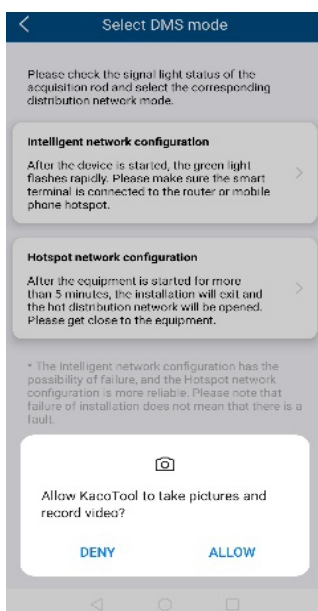 Select DMS mode
Please check the signal light status of the
acquisition rod and select the corresponding
distribution network mode.
Intelligent network configuration
After the device is started, the green light
flashes rapidly. Please make sure the smart
terminal is connected to the router or mobile
phone hotspot.
Hotspot network configuration
After the equipment is started for more
than 5 minutes, the installation will exit and
the hot distribution network will be opened.
Please get close to the equipment.
* The Intelligent network configuration has the
possibility of failure, and the Hotspot network
configuration is more reliable. Please note that
failure of installation does not mean that there is a
fault.
Allow KacoTool to take pictures and
record video?
DENY
ALLOW